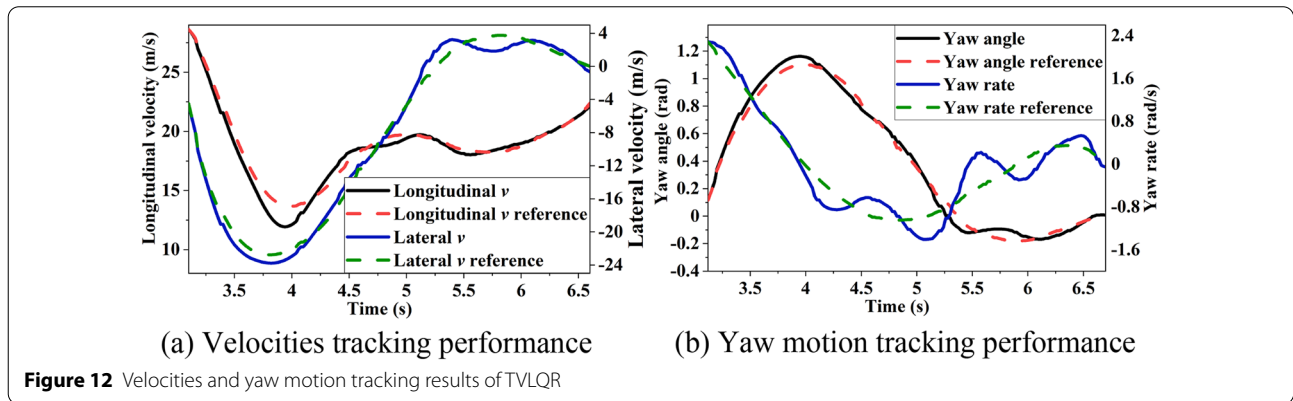 Longitudinal velocity (m/s)
25
20
15
10
3.5
4
4.5
5
5.5
6
6.5
Time (s)
4
0
-4
-8
-12
-16
-20
-24
Lateral velocity (m/s)
Longitudinal v
Longitudinal v reference
Lateral v
Lateral v reference
(a) Velocities tracking performance
Yaw angle (rad)
1.2
1
0.8
0.6
0.4
0.2
0
-0.2
-0.4
3.5
4
4.5
5
5.5
6
6.5
Time (s)
2.4
1.6
0.8
0
-0.8
-1.6
Yaw rate (rad/s)
Yaw angle
Yaw angle reference
Yaw rate
Yaw rate reference
(b) Yaw motion tracking performance
Figure 12 Velocities and yaw motion tracking results of TVLQR